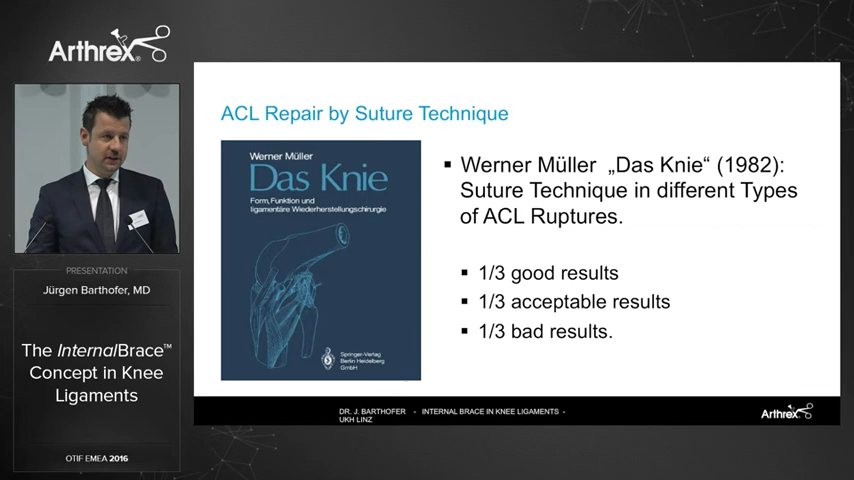 Arthrex®
PRESENTATION
Jürgen Barthofer, MD
The InternalBrace™
Concept in Knee
Ligaments
OTIF EMEA 2016
ACL Repair by Suture Technique
Werner Müller
Das Knie
Form, Funktion und
ligamentäre Wiederherstellungschirurgie
Springer-Verlag
Berlin Heidelberg
GmbH
▪ Werner Müller „Das Knie“ (1982):
Suture Technique in different Types
of ACL Ruptures.
▪ 1/3 good results
▪ 1/3 acceptable results
▪ 1/3 bad results.
DR. J. BARTHOFER - INTERNAL BRACE IN KNEE LIGAMENTS -
UKH LINZ
Arthrex